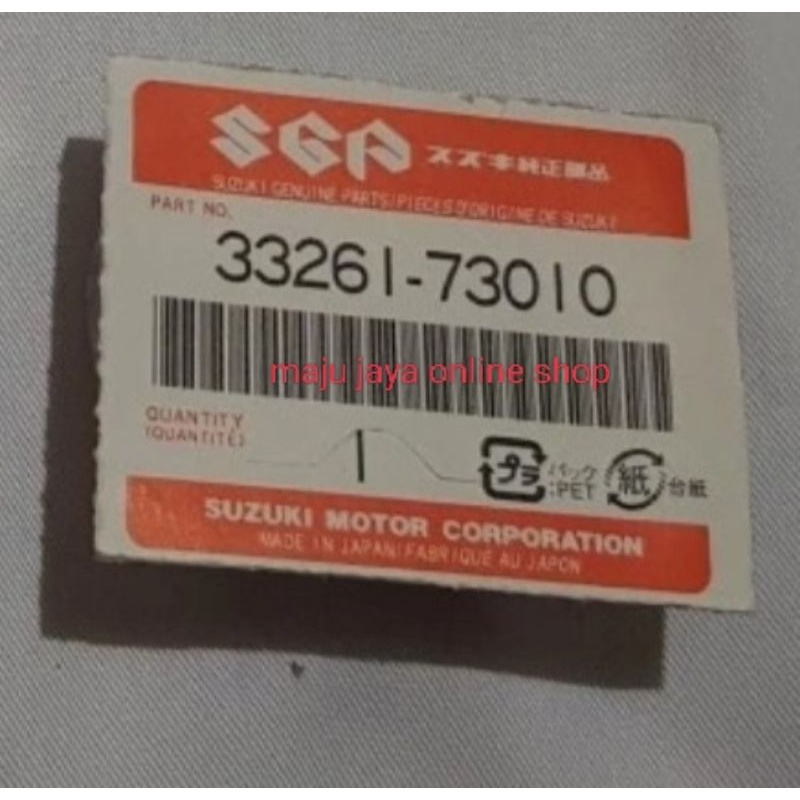 SGP スズキ純正部品
SUZUKI GENUINE PARTS/PIECES D'ORIGINE DE SUZUKI
PART NO.
33261-73010
maju jaya online shop
QUANTITY
(QUANTITÉ)
1
プラ パック :PET 紙 台紙
SUZUKI MOTOR CORPORATION
MADE IN JAPAN/FABRIQUE AU JAPON